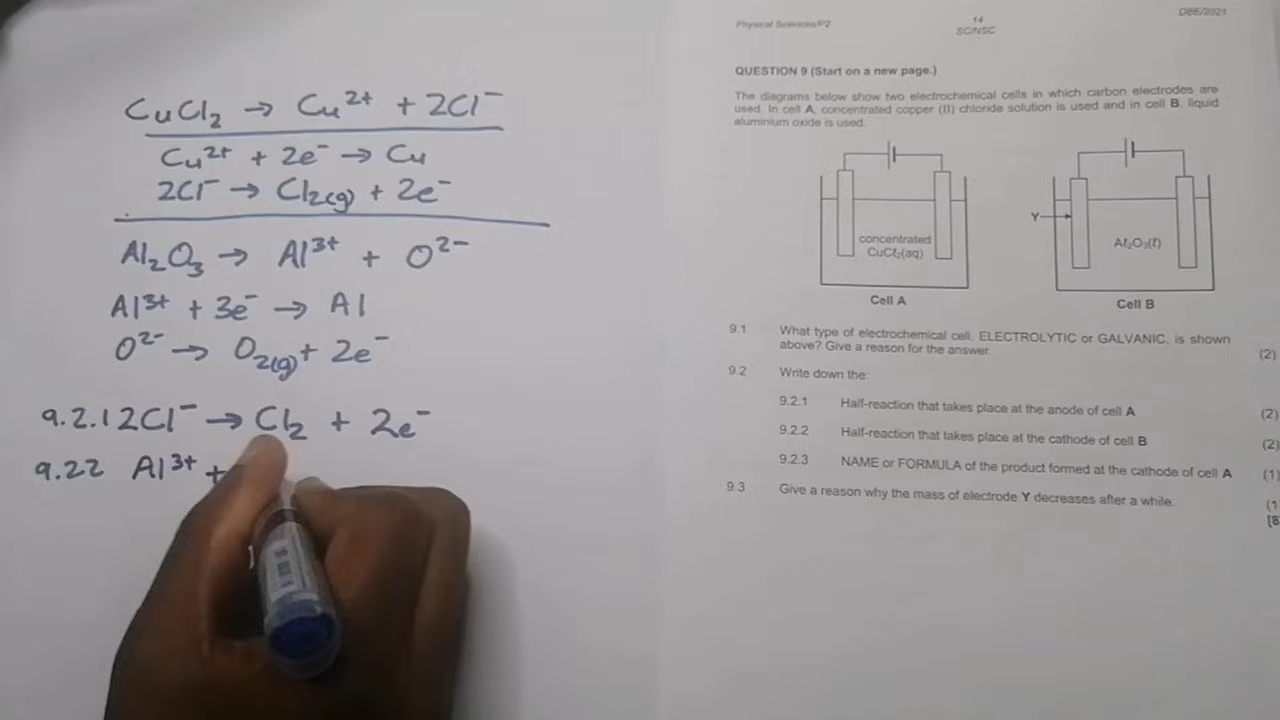 CuCl₂ → Cu²⁺ + 2Cl⁻
Cu²⁺ + 2e⁻ → Cu
2Cl⁻ → Cl₂(g) + 2e⁻
Al₂O₃ → Al³⁺ + O²⁻
Al³⁺ + 3e⁻ → Al
O²⁻ → O₂(g) + 2e⁻
9.2.1 2Cl⁻ → Cl₂ + 2e⁻
9.22 Al³⁺ +
Physical Sciences/P2
14
SC/NSC
DBE/2021
QUESTION 9 (Start on a new page.)
The diagrams below show two electrochemical cells in which carbon electrodes are
used. In cell A, concentrated copper (II) chloride solution is used and in cell B, liquid
aluminium oxide is used.
concentrated
CuCℓ₂(aq)
Cell A
Y
Aℓ₂O₃(ℓ)
Cell B
9.1 What type of electrochemical cell, ELECTROLYTIC or GALVANIC, is shown
above? Give a reason for the answer. (2)
9.2 Write down the:
9.2.1 Half-reaction that takes place at the anode of cell A (2)
9.2.2 Half-reaction that takes place at the cathode of cell B (2)
9.2.3 NAME or FORMULA of the product formed at the cathode of cell A (1)
9.3 Give a reason why the mass of electrode Y decreases after a while. (1
[8